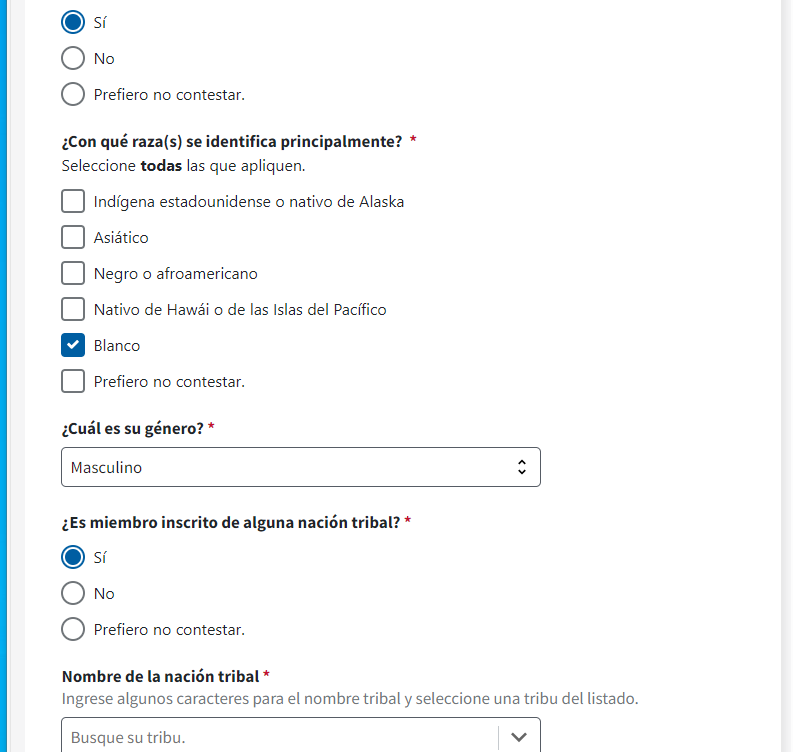 Sí
No
Prefiero no contestar.
¿Con qué raza(s) se identifica principalmente? *
Seleccione todas las que apliquen.
Indígena estadounidense o nativo de Alaska
Asiático
Negro o afroamericano
Nativo de Hawái o de las Islas del Pacífico
Blanco
Prefiero no contestar.
¿Cuál es su género? *
Masculino
¿Es miembro inscrito de alguna nación tribal? *
Sí
No
Prefiero no contestar.
Nombre de la nación tribal *
Ingrese algunos caracteres para el nombre tribal y seleccione una tribu del listado.
Busque su tribu.